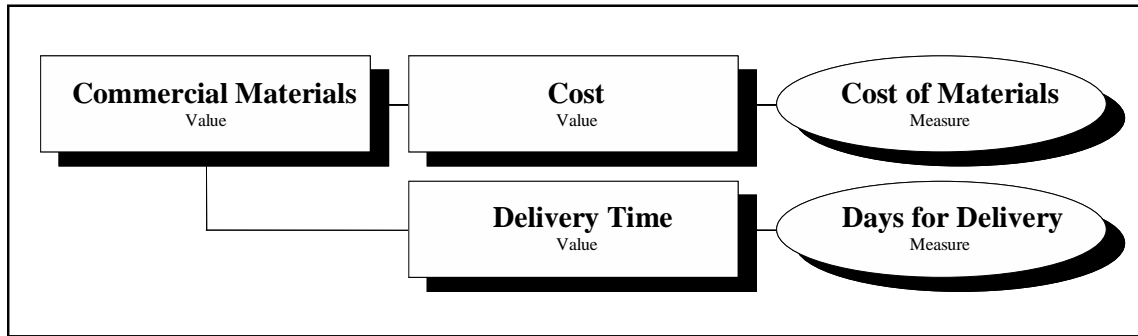 Commercial Materials
Value
Cost
Value
Cost of Materials
Measure
Delivery Time
Value
Days for Delivery
Measure